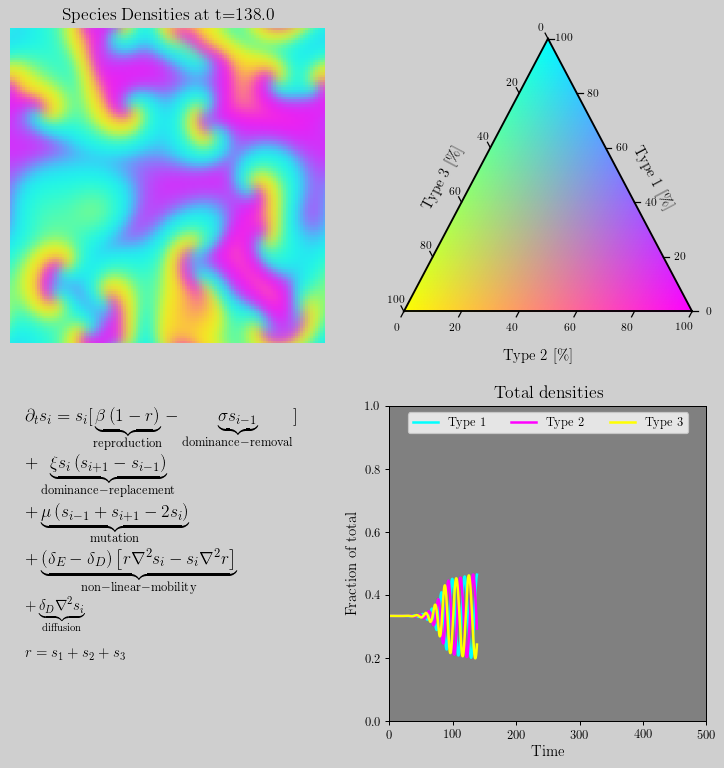 Species Densities at t=138.0
0
100
20
80
40
60
60
40
80
20
100
0
0 20 40 60 80 100
Type 3 [%]
Type 1 [%]
Type 2 [%]
∂ₜsᵢ = sᵢ[β(1 − r) − σsᵢ₋₁ ]
reproduction dominance−removal
+ ξsᵢ(sᵢ₊₁ − sᵢ₋₁)
dominance−replacement
+ μ(sᵢ₋₁ + sᵢ₊₁ − 2sᵢ)
mutation
+ (δ_E − δ_D)[r∇²sᵢ − sᵢ∇²r]
non−linear−mobility
+ δ_D∇²sᵢ
diffusion
r = s₁ + s₂ + s₃
Total densities
Type 1 Type 2 Type 3
1.0
0.8
0.6
0.4
0.2
0.0
Fraction of total
0 100 200 300 400 500
Time